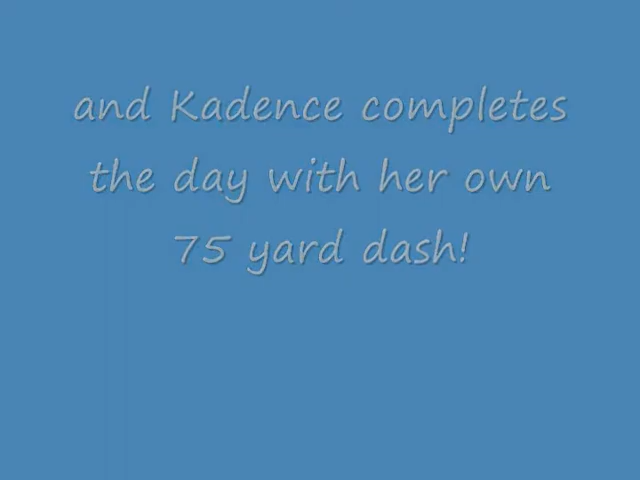 and Kadence completes
the day with her own
75 yard dash!